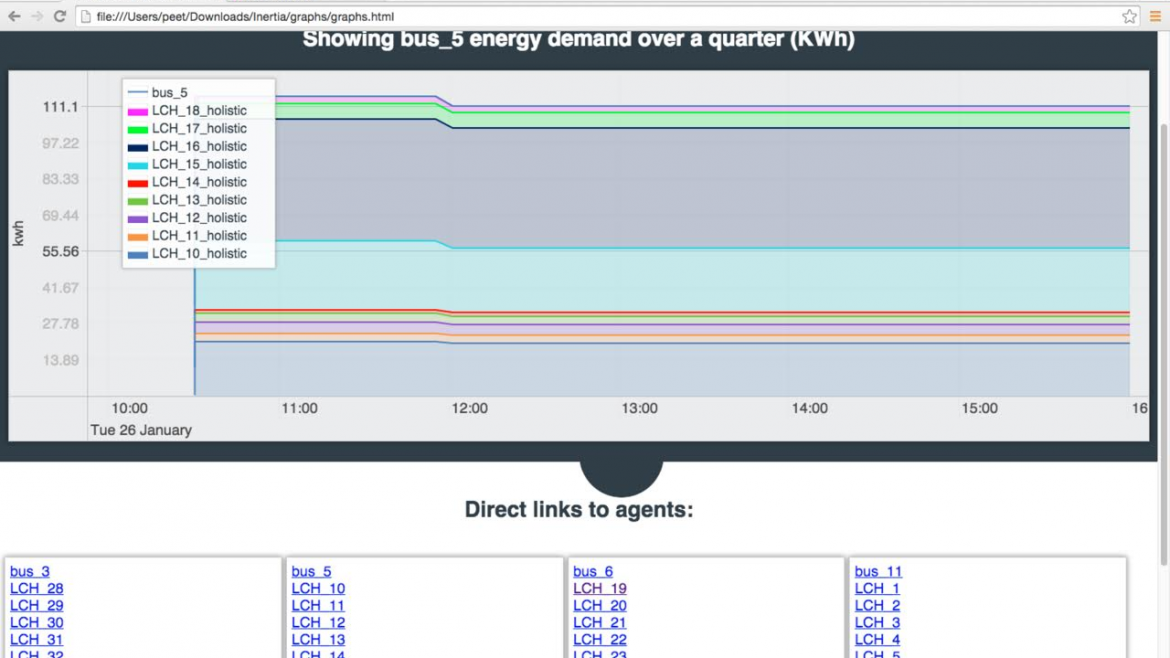 file:///Users/peet/Downloads/Inertia/graphs/graphs.html
Showing bus_5 energy demand over a quarter (KWh)
bus_5
LCH_18_holistic
LCH_17_holistic
LCH_16_holistic
LCH_15_holistic
LCH_14_holistic
LCH_13_holistic
LCH_12_holistic
LCH_11_holistic
LCH_10_holistic
111.1
97.22
83.33
69.44
55.56
41.67
27.78
13.89
kwh
10:00 11:00 12:00 13:00 14:00 15:00 16
Tue 26 January
Direct links to agents:
bus_3
LCH_28
LCH_29
LCH_30
LCH_31
LCH_32
bus_5
LCH_10
LCH_11
LCH_12
LCH_13
LCH_14
bus_6
LCH_19
LCH_20
LCH_21
LCH_22
LCH_23
bus_11
LCH_1
LCH_2
LCH_3
LCH_4
LCH_5